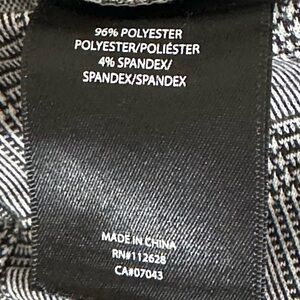 96% POLYESTER
POLYESTER/POLIÉSTER
4% SPANDEX/
SPANDEX/SPANDEX
MADE IN CHINA
RN#112628
CA#07043